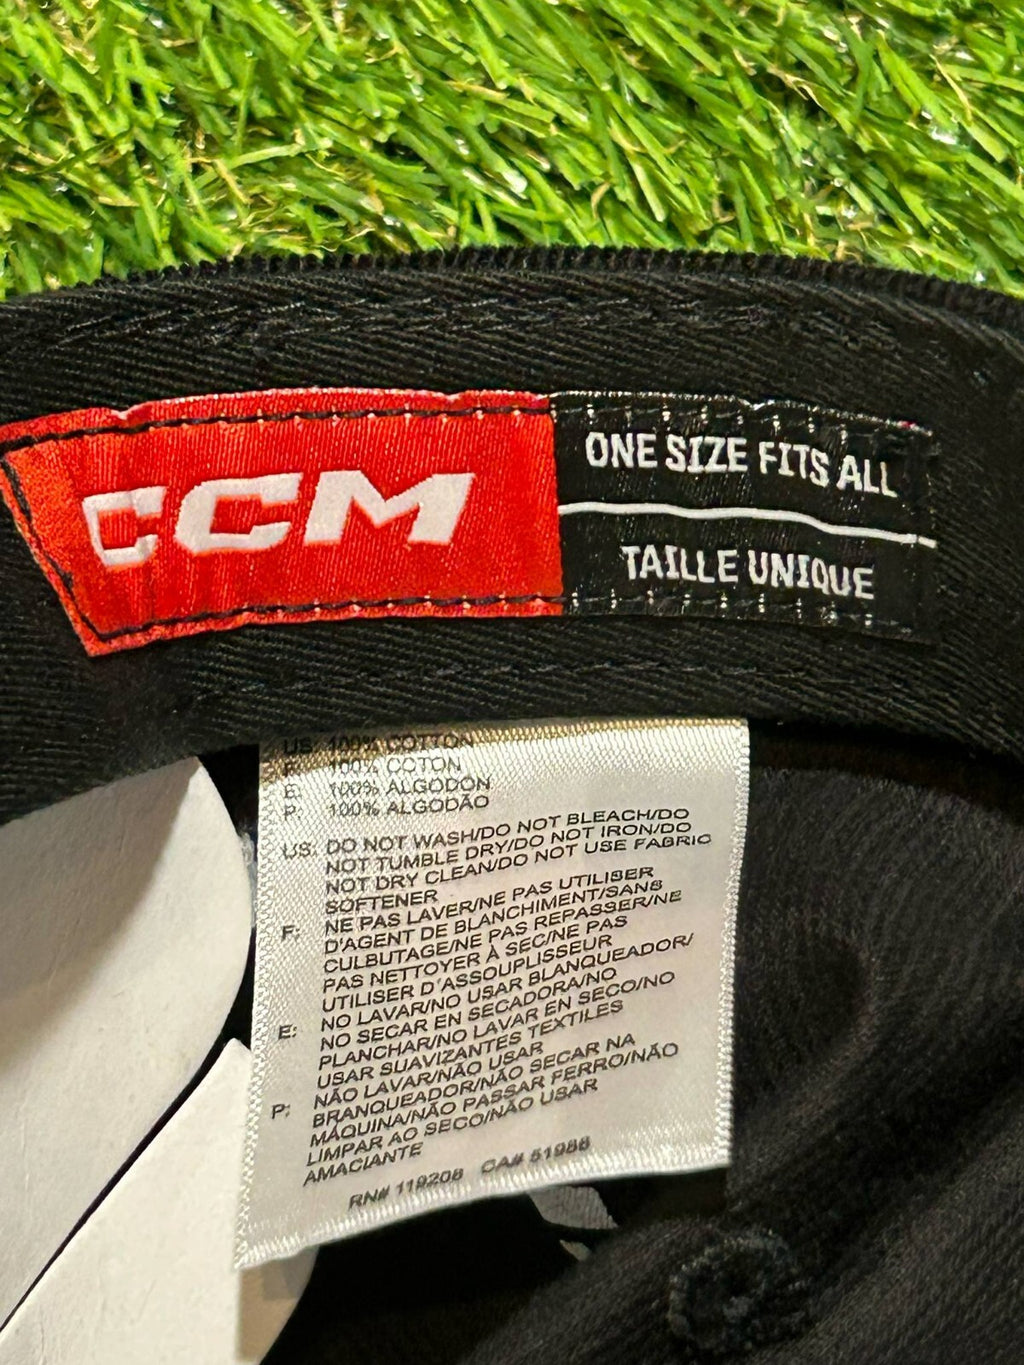 CCM
ONE SIZE FITS ALL
TAILLE UNIQUE
US: 100% COTTON
F: 100% COTON
E: 100% ALGODON
P: 100% ALGODÃO
US: DO NOT WASH/DO NOT BLEACH/DO
NOT TUMBLE DRY/DO NOT IRON/DO
NOT DRY CLEAN/DO NOT USE FABRIC
SOFTENER
F: NE PAS LAVER/NE PAS UTILISER
D'AGENT DE BLANCHIMENT/SANS
CULBUTAGE/NE PAS REPASSER/NE
PAS NETTOYER À SEC/NE PAS
UTILISER D'ASSOUPLISSEUR
E: NO LAVAR/NO USAR BLANQUEADOR/
NO SECAR EN SECADORA/NO
PLANCHAR/NO LAVAR EN SECO/NO
USAR SUAVIZANTES TEXTILES
P: NÃO LAVAR/NÃO USAR
BRANQUEADOR/NÃO SECAR NA
MÁQUINA/NÃO PASSAR FERRO/NÃO
LIMPAR AO SECO/NÃO USAR
AMACIANTE
RN# 119208 CA# 51988